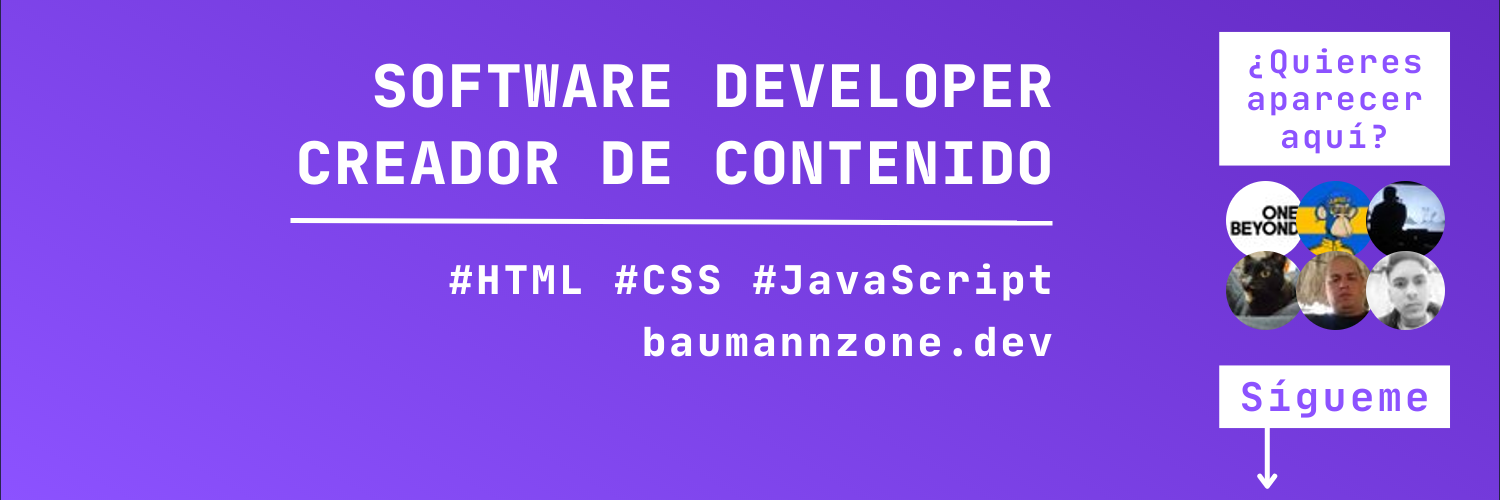 SOFTWARE DEVELOPER
CREADOR DE CONTENIDO
#HTML #CSS #JavaScript
baumannzone.dev
¿Quieres
aparecer
aquí?
ONE
BEYOND
Sígueme